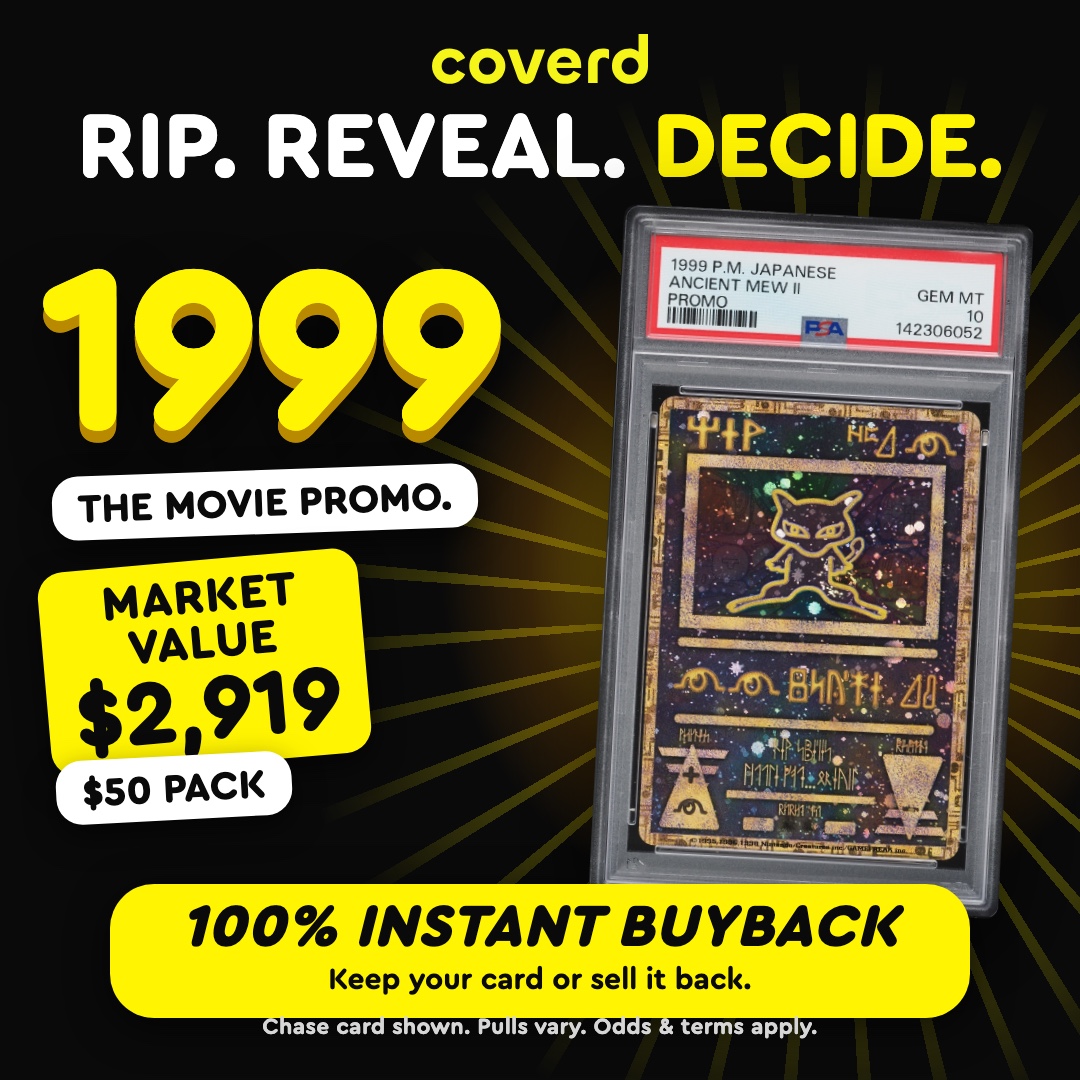 coverd
RIP. REVEAL. DECIDE.
1999
THE MOVIE PROMO.
MARKET
VALUE
$2,919
$50 PACK
1999 P.M. JAPANESE
ANCIENT MEW II
PROMO
GEM MT
10
142306052
PSA
100% INSTANT BUYBACK
Keep your card or sell it back.
Chase card shown. Pulls vary. Odds & terms apply.